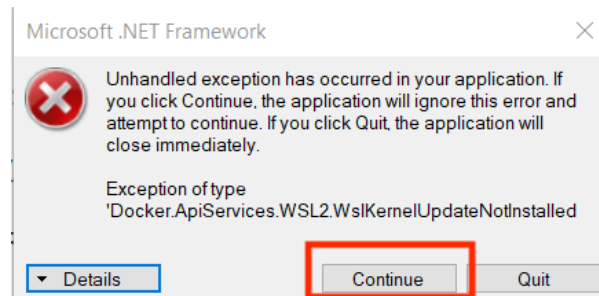 Microsoft .NET Framework
Unhandled exception has occurred in your application. If
you click Continue, the application will ignore this error and
attempt to continue. If you click Quit, the application will
close immediately.
Exception of type
'Docker.ApiServices.WSL2.WslKernelUpdateNotInstalled
Details
Continue
Quit